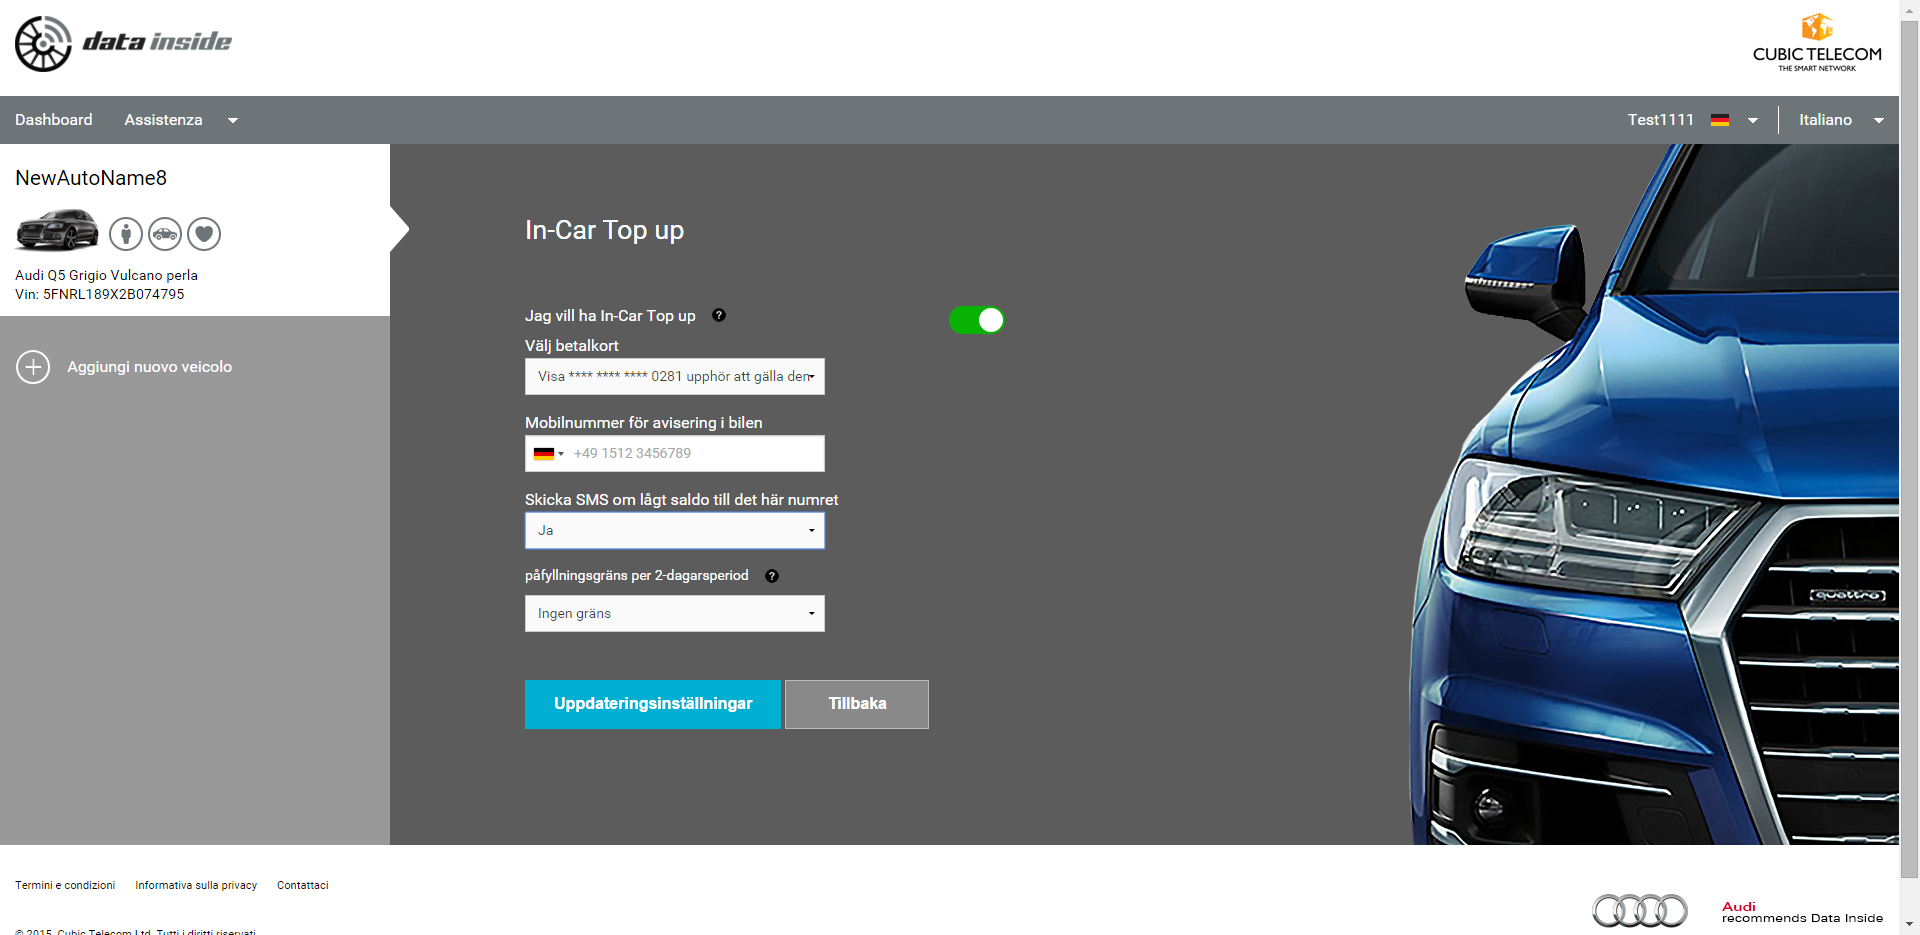 data inside
CUBIC TELECOM
THE SMART NETWORK
Dashboard
Assistenza
Test1111
Italiano
NewAutoName8
Audi Q5 Grigio Vulcano perla
Vin: 5FNRL189X2B074795
Aggiungi nuovo veicolo
In-Car Top up
Jag vill ha In-Car Top up
?
Välj betalkort
Visa **** **** **** 0281 upphör att gälla den
Mobilnummer för avisering i bilen
+49 1512 3456789
Skicka SMS om lågt saldo till det här numret
Ja
påfyllningsgräns per 2-dagarsperiod
?
Ingen gräns
Uppdateringsinställningar
Tillbaka
quattro
Termini e condizioni
Informativa sulla privacy
Contattaci
Audi
recommends Data Inside
© 2015, Cubic Telecom Ltd. Tutti i diritti riservati